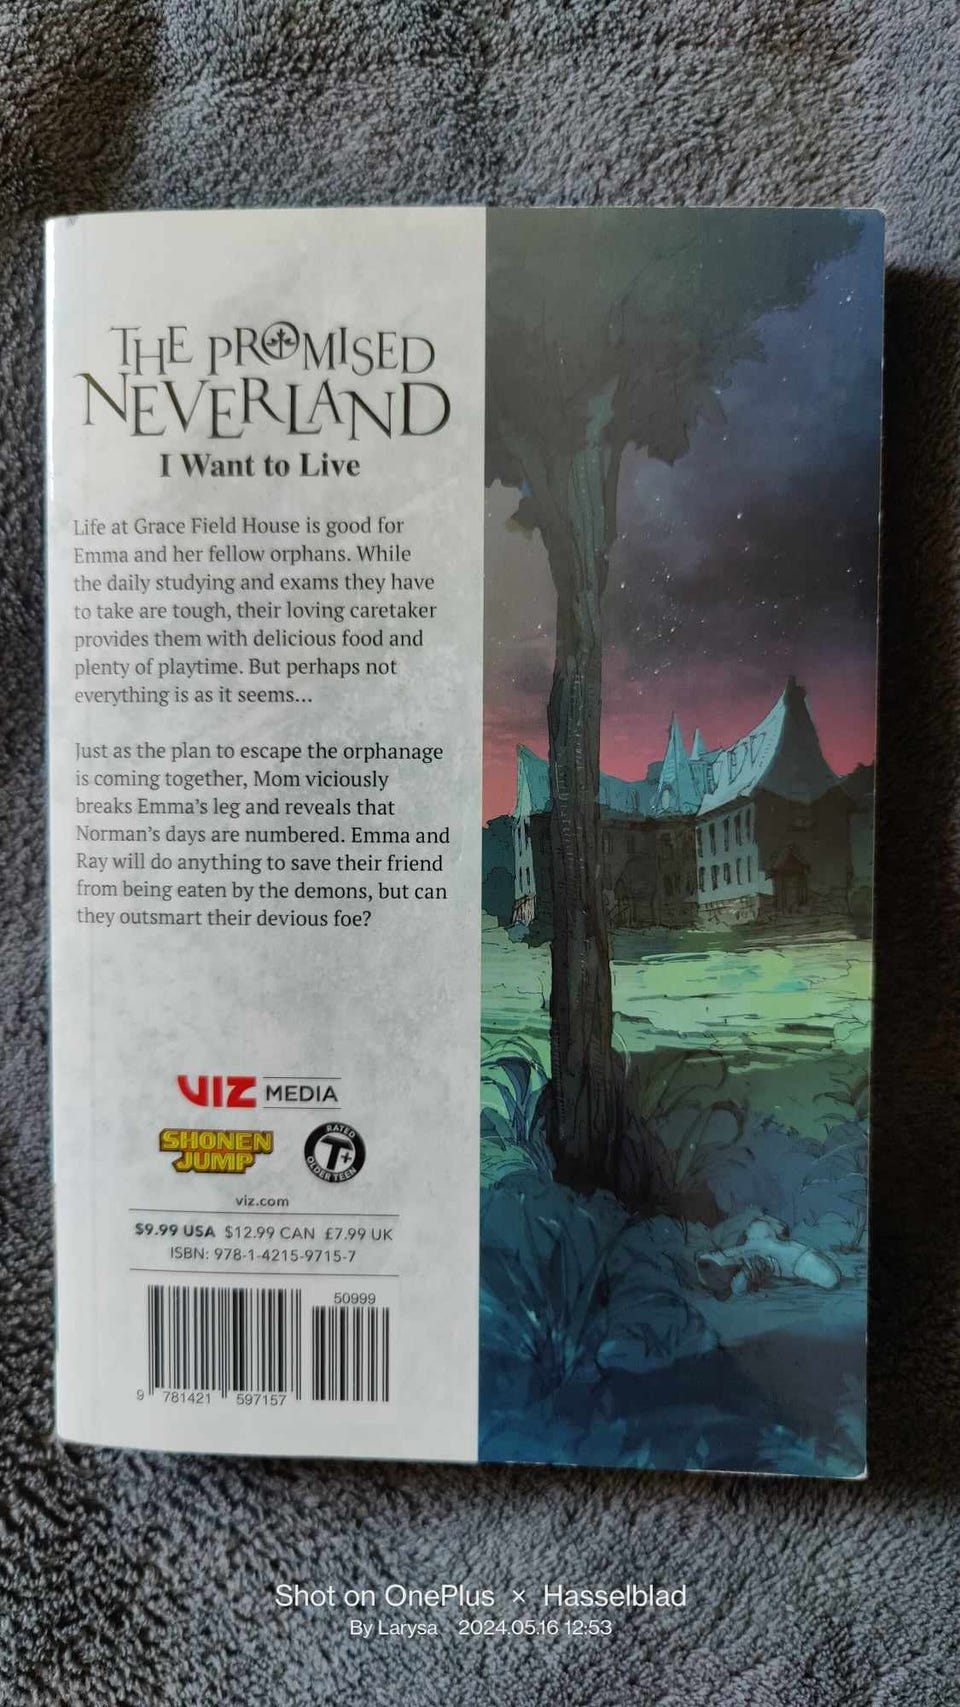 THE PROMISED
NEVERLAND
I Want to Live
Life at Grace Field House is good for
Emma and her fellow orphans. While
the daily studying and exams they have
to take are tough, their loving caretaker
provides them with delicious food and
plenty of playtime. But perhaps not
everything is as it seems...
Just as the plan to escape the orphanage
is coming together, Mom viciously
breaks Emma's leg and reveals that
Norman's days are numbered. Emma and
Ray will do anything to save their friend
from being eaten by the demons, but can
they outsmart their devious foe?
VIZ MEDIA
SHONEN
JUMP
RATED
T+
OLDER TEEN
viz.com
$9.99 USA $12.99 CAN £7.99 UK
ISBN: 978-1-4215-9715-7
50999
9 781421 597157
Shot on OnePlus × Hasselblad
By Larysa 2024.05.16 12:53